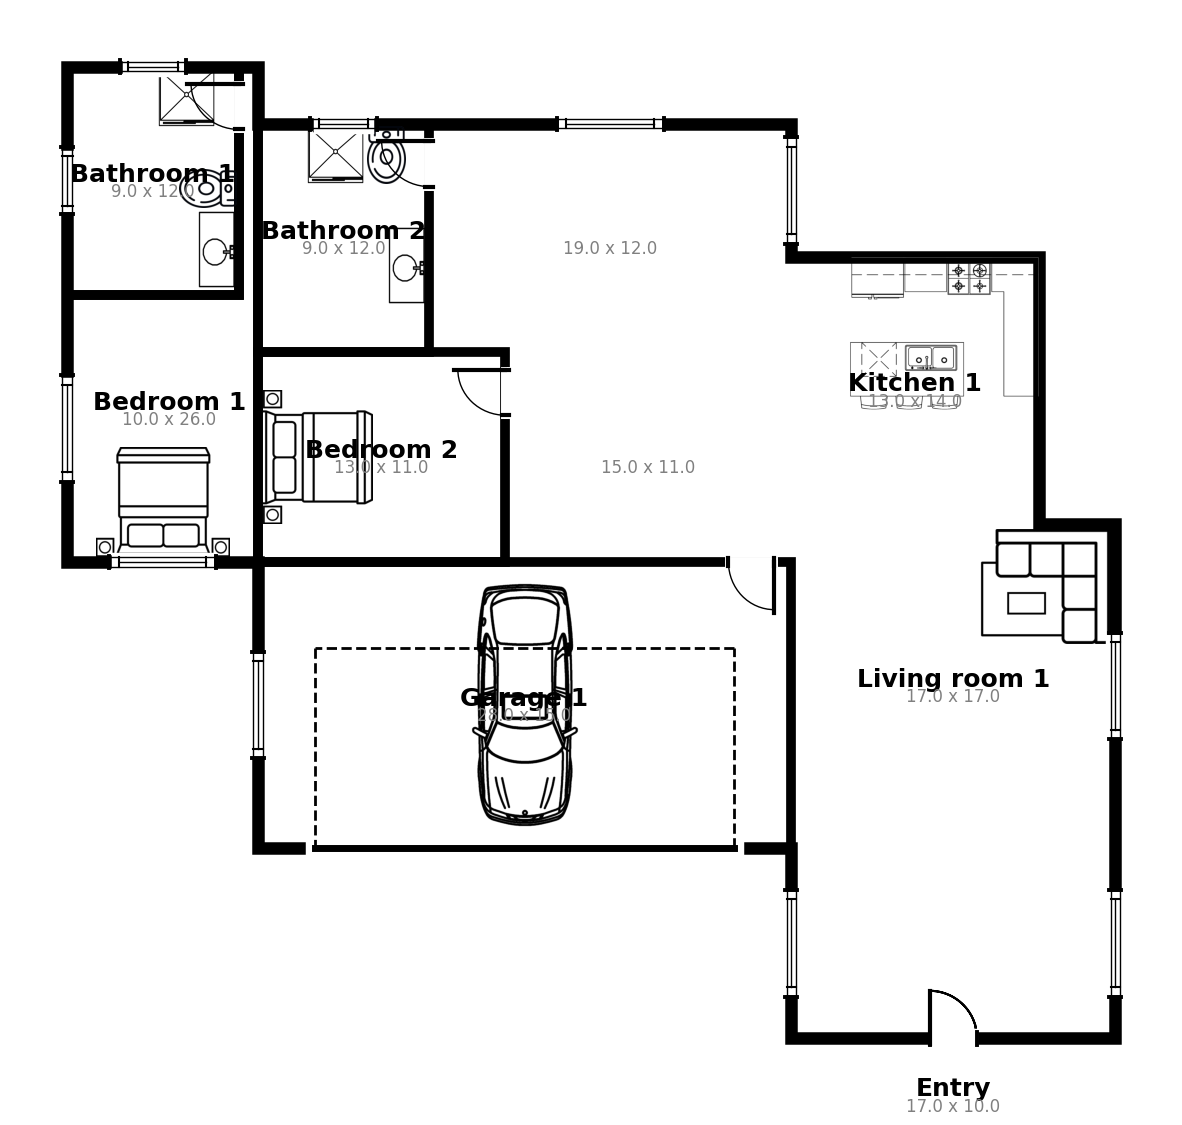 Bathroom 1
9.0 x 12.0
Bathroom 2
9.0 x 12.0
19.0 x 12.0
Kitchen 1
13.0 x 14.0
Bedroom 1
10.0 x 26.0
Bedroom 2
13.0 x 11.0
15.0 x 11.0
Living room 1
17.0 x 17.0
Garage 1
28.0 x 15.0
Entry
17.0 x 10.0